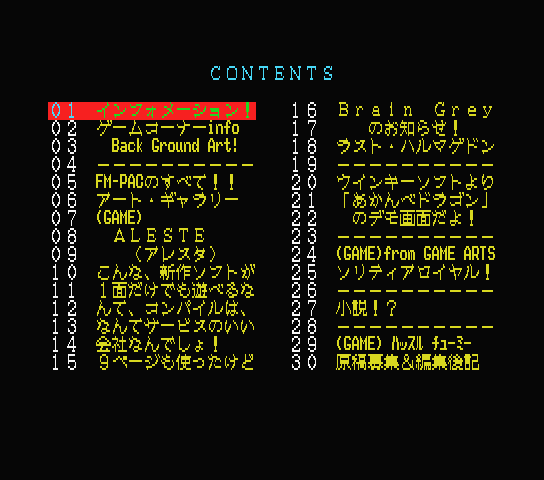 CONTENTS
01 インフォメーション！
02 ゲームコーナーinfo
03 Back Ground Art!
04 -----------
05 FM-PACのすべて！！
06 アート・ギャラリー
07 (GAME)
08 ＡＬＥＳＴＥ
09 （アレスタ）
10 こんな、新作ソフトが
11 １面だけでも遊べるな
12 んて、コンパイルは、
13 なんてサービスのいい
14 会社なんでしょ！
15 ９ページも使ったけど
16 Ｂｒａｉｎ Ｇｒｅｙ
17 のお知らせ！
18 ラスト・ハルマゲドン
19 -----------
20 ウインキーソフトより
21 「あかんべドラゴン」
22 のデモ画面だよ！
23 -----------
24 (GAME)from GAME ARTS
25 ソリティアロイヤル！
26 -----------
27 小説！？
28 -----------
29 (GAME) ﾊｯｽﾙ ﾁｭｰﾐｰ
30 原稿募集＆編集後記